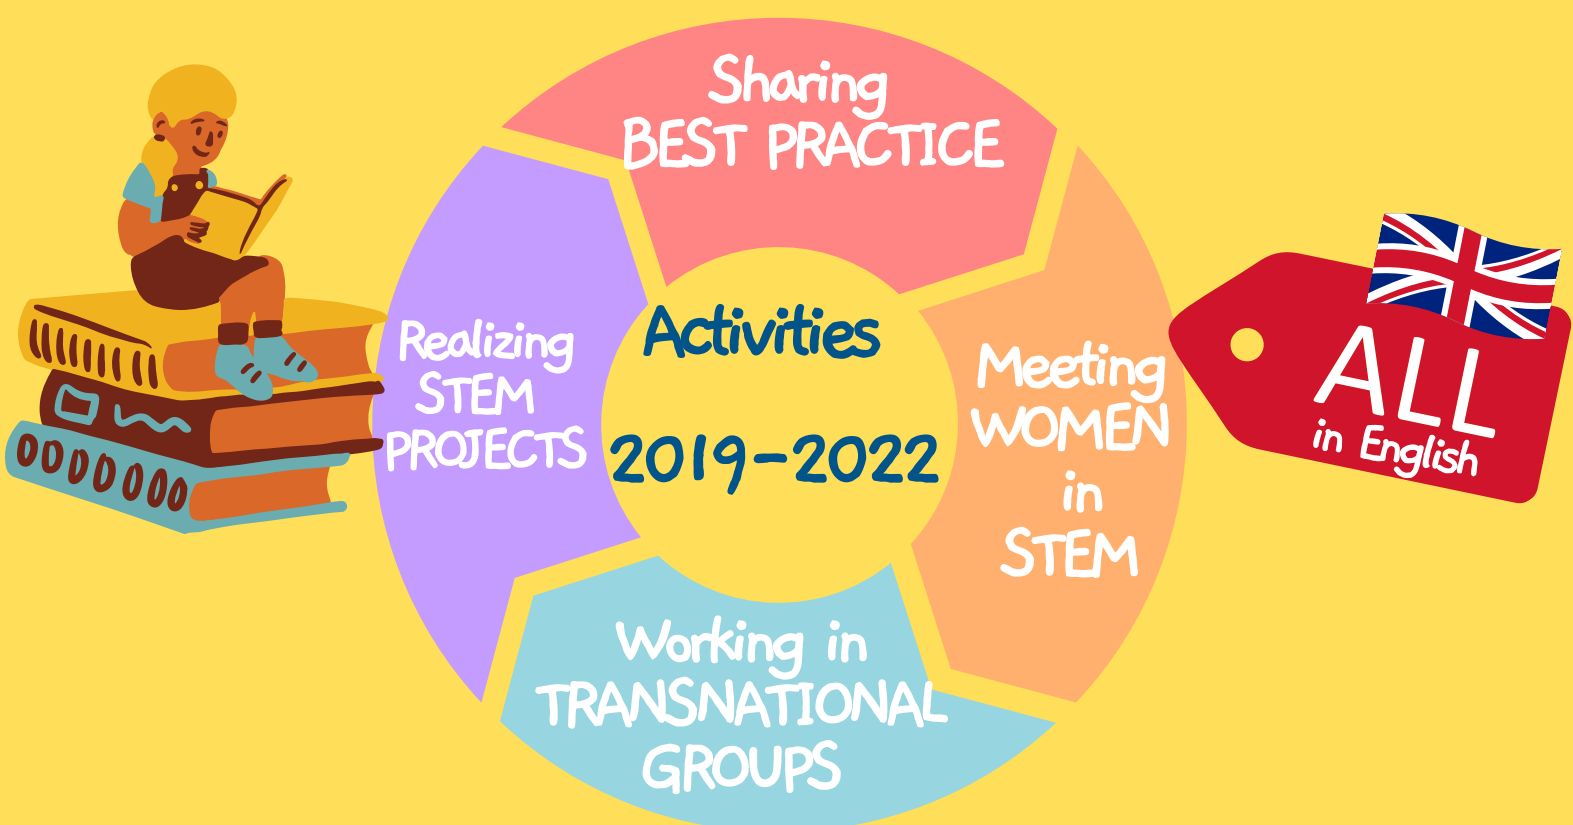 Sharing
BEST PRACTICE
Realizing
STEM
PROJECTS
Activities
2019-2022
Meeting
WOMEN
in
STEM
Working in
TRANSNATIONAL
GROUPS
ALL
in English